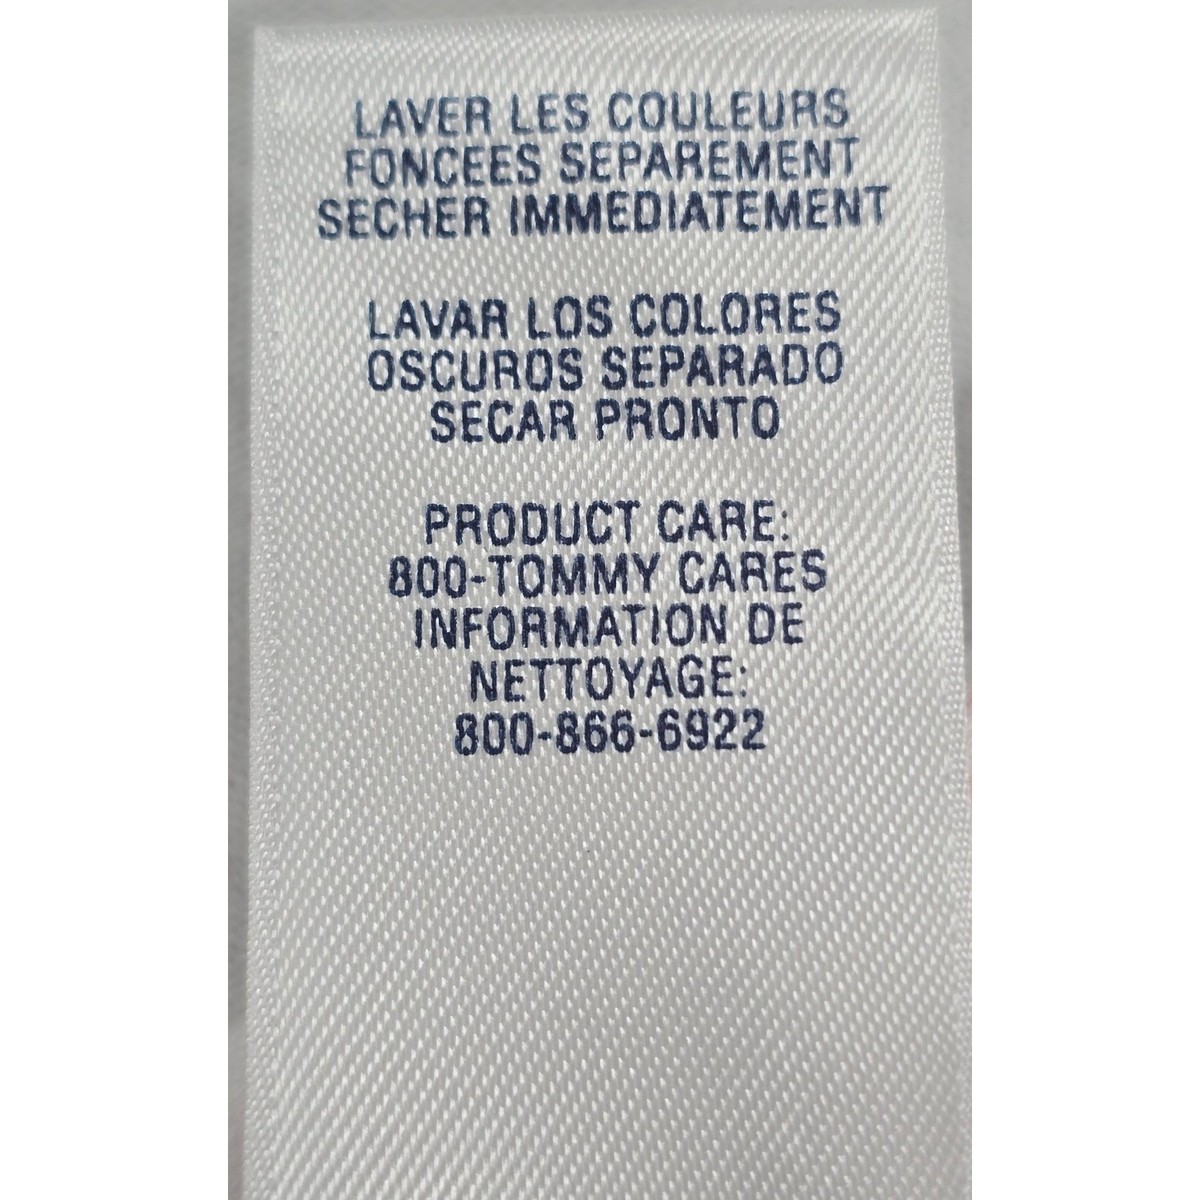 LAVER LES COULEURS
FONCEES SEPAREMENT
SECHER IMMEDIATEMENT
LAVAR LOS COLORES
OSCUROS SEPARADO
SECAR PRONTO
PRODUCT CARE:
800-TOMMY CARES
INFORMATION DE
NETTOYAGE:
800-866-6922